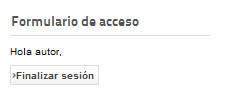 Formulario de acceso
Hola autor,
›Finalizar sesión